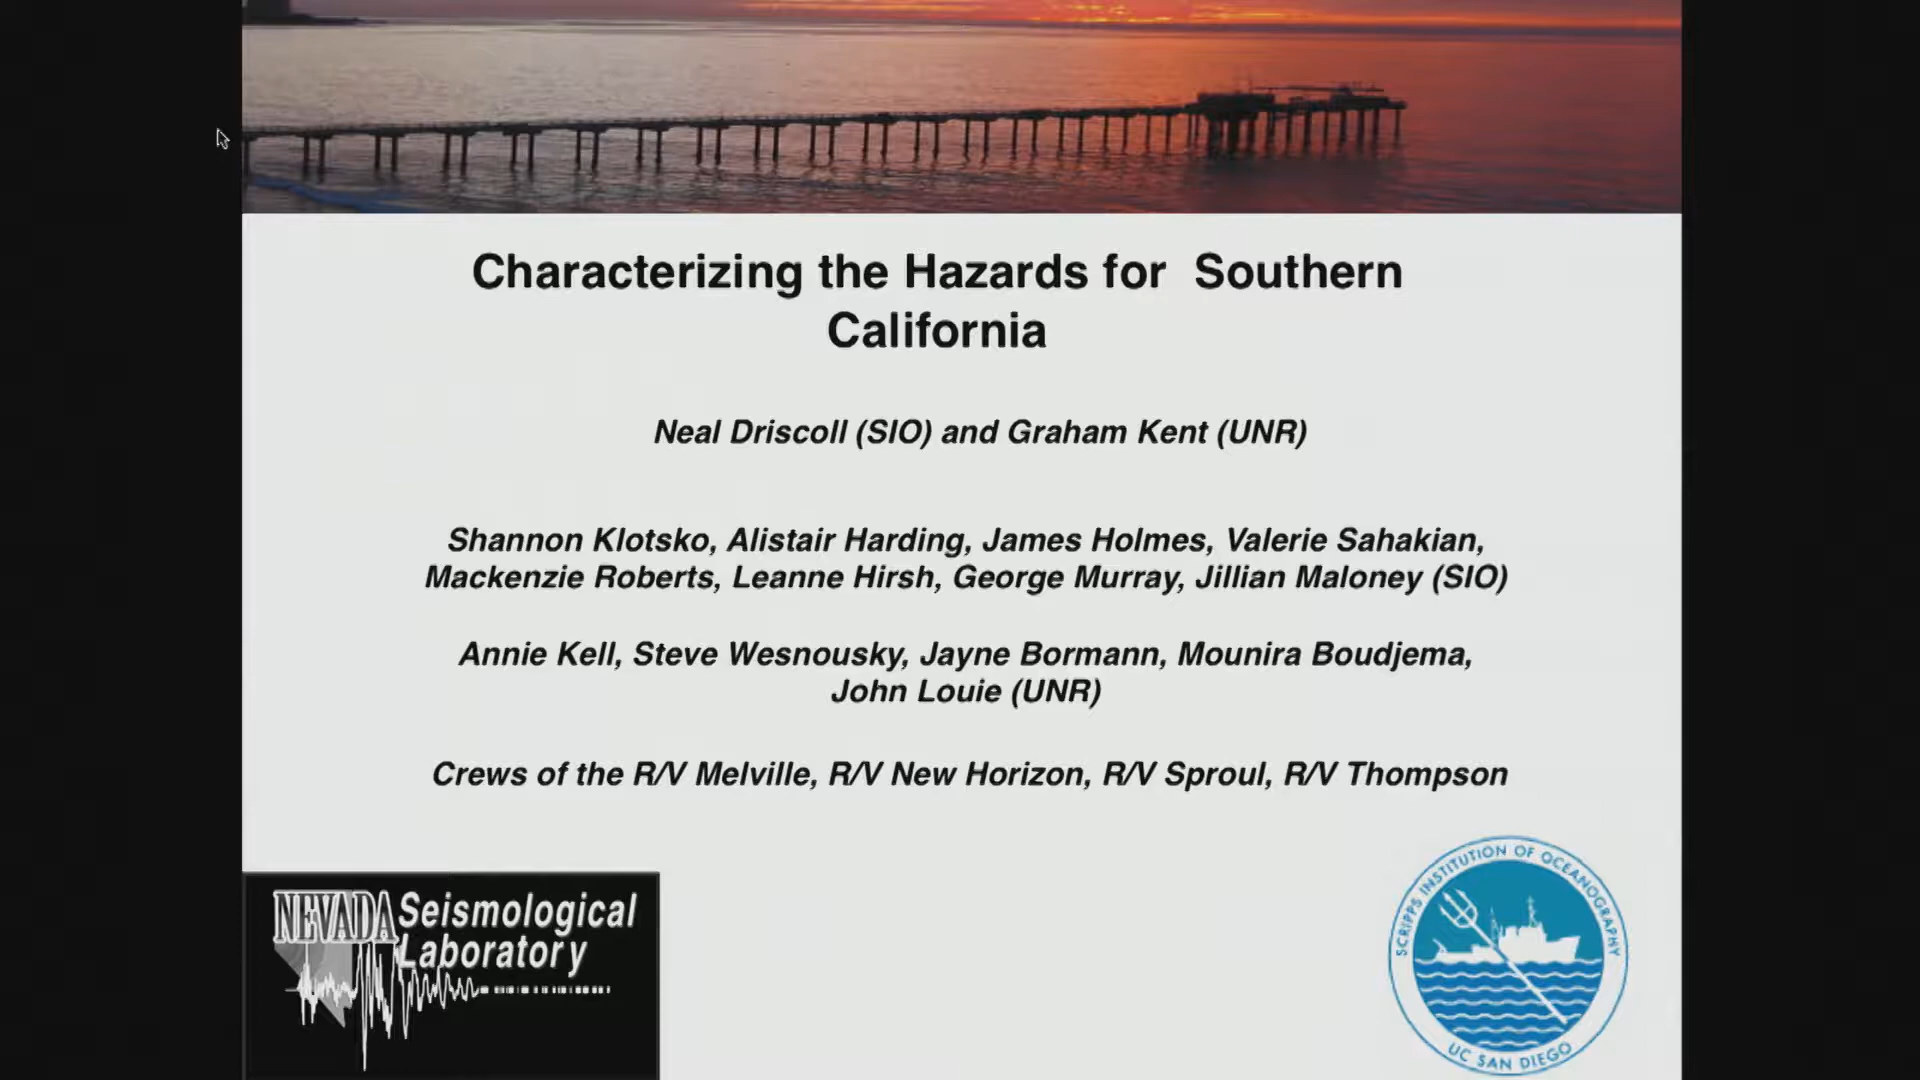 Characterizing the Hazards for Southern
California
Neal Driscoll (SIO) and Graham Kent (UNR)
Shannon Klotsko, Alistair Harding, James Holmes, Valerie Sahakian,
Mackenzie Roberts, Leanne Hirsh, George Murray, Jillian Maloney (SIO)
Annie Kell, Steve Wesnousky, Jayne Bormann, Mounira Boudjema,
John Louie (UNR)
Crews of the R/V Melville, R/V New Horizon, R/V Sproul, R/V Thompson
NEVADA Seismological
Laboratory
SCRIPPS INSTITUTION OF OCEANOGRAPHY
UC SAN DIEGO